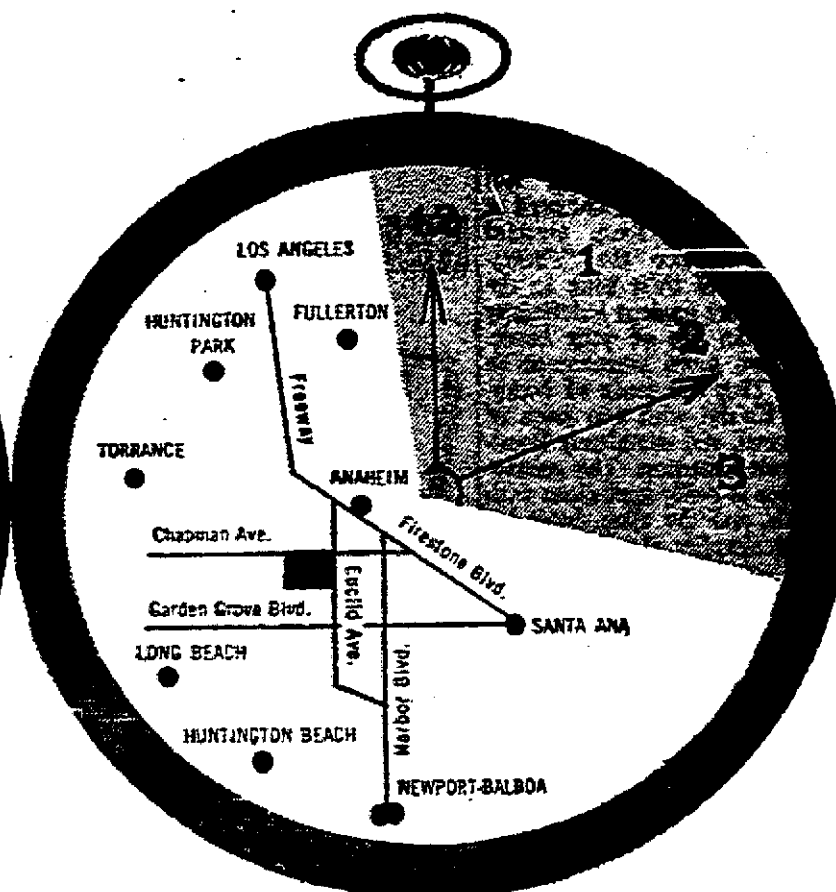 12
1
2
3
LOS ANGELES
FULLERTON
HUNTINGTON
PARK
Freeway
TORRANCE
ANAHEIM
Chapman Ave.
Firestone Blvd.
Euclid Ave.
Garden Grove Blvd.
SANTA ANA
LONG BEACH
Harbor Blvd.
HUNTINGTON BEACH
NEWPORT-BALBOA